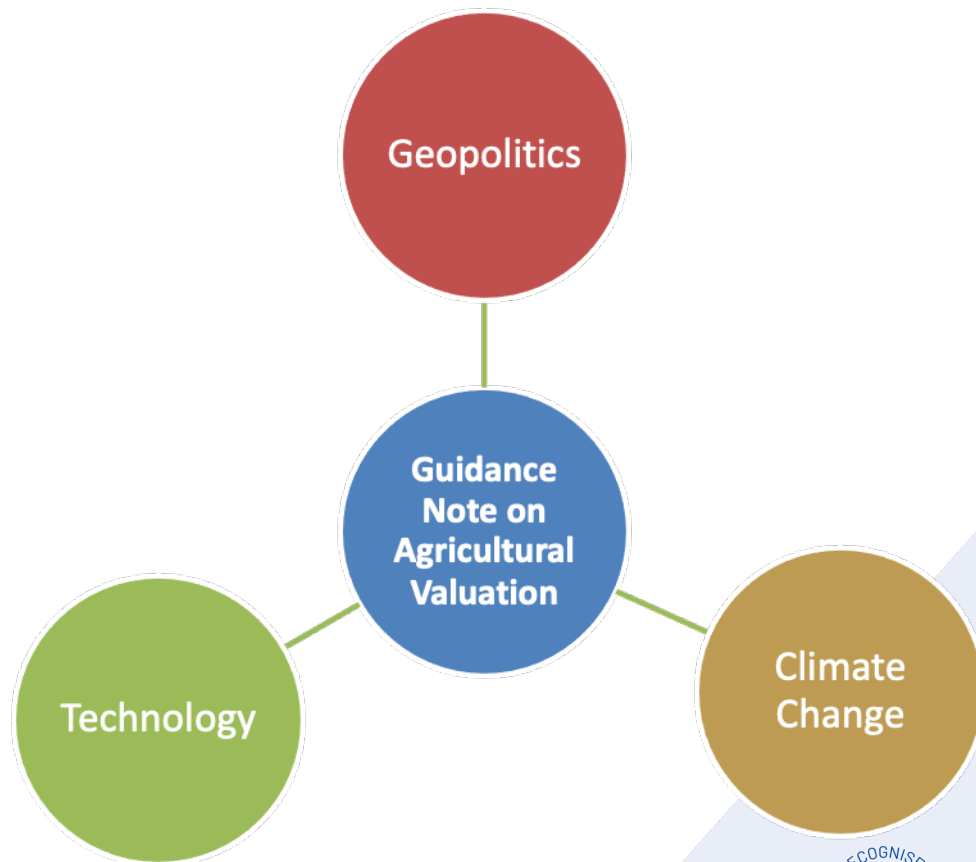 Geopolitics
Guidance
Note on
Agricultural
Valuation
Technology
Climate
Change